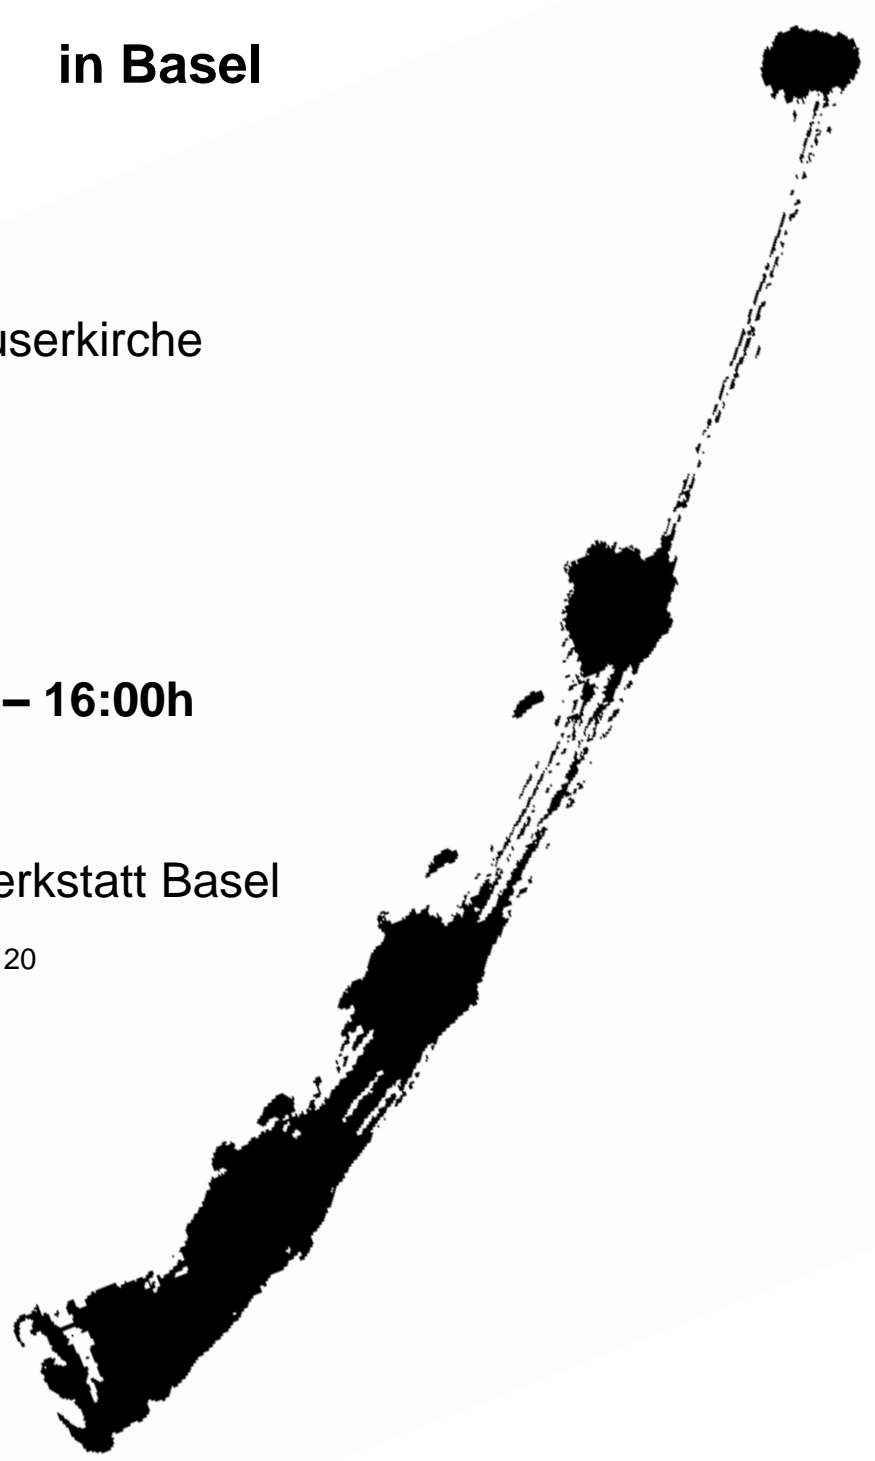 in Basel
userkirche
– 16:00h
erkstatt Basel
20